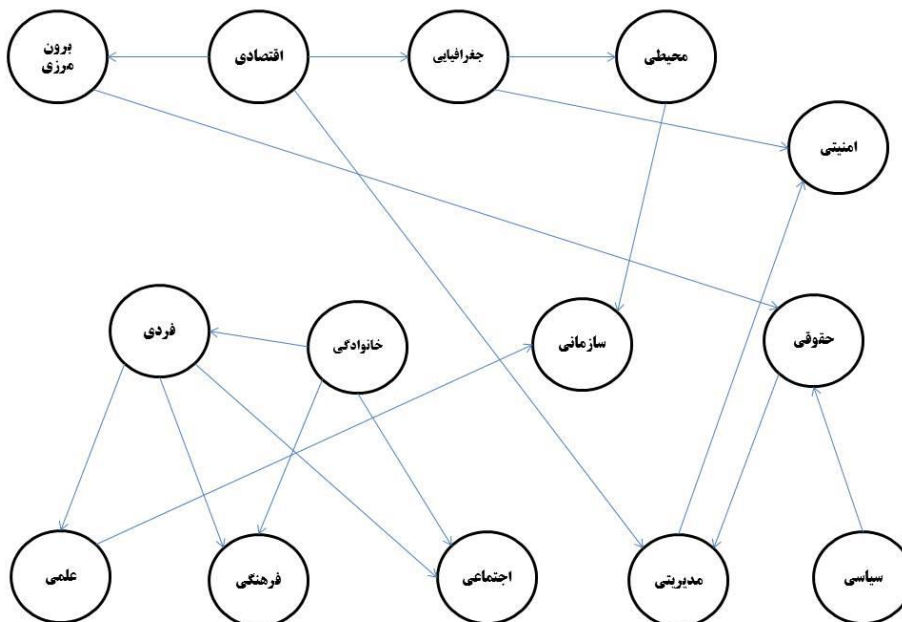 برون
مرزی
اقتصادی
جغرافیایی
محیطی
امنیتی
فردی
خانوادگی
سازمانی
حقوقی
علمی
فرهنگی
اجتماعی
مدیریتی
سیاسی